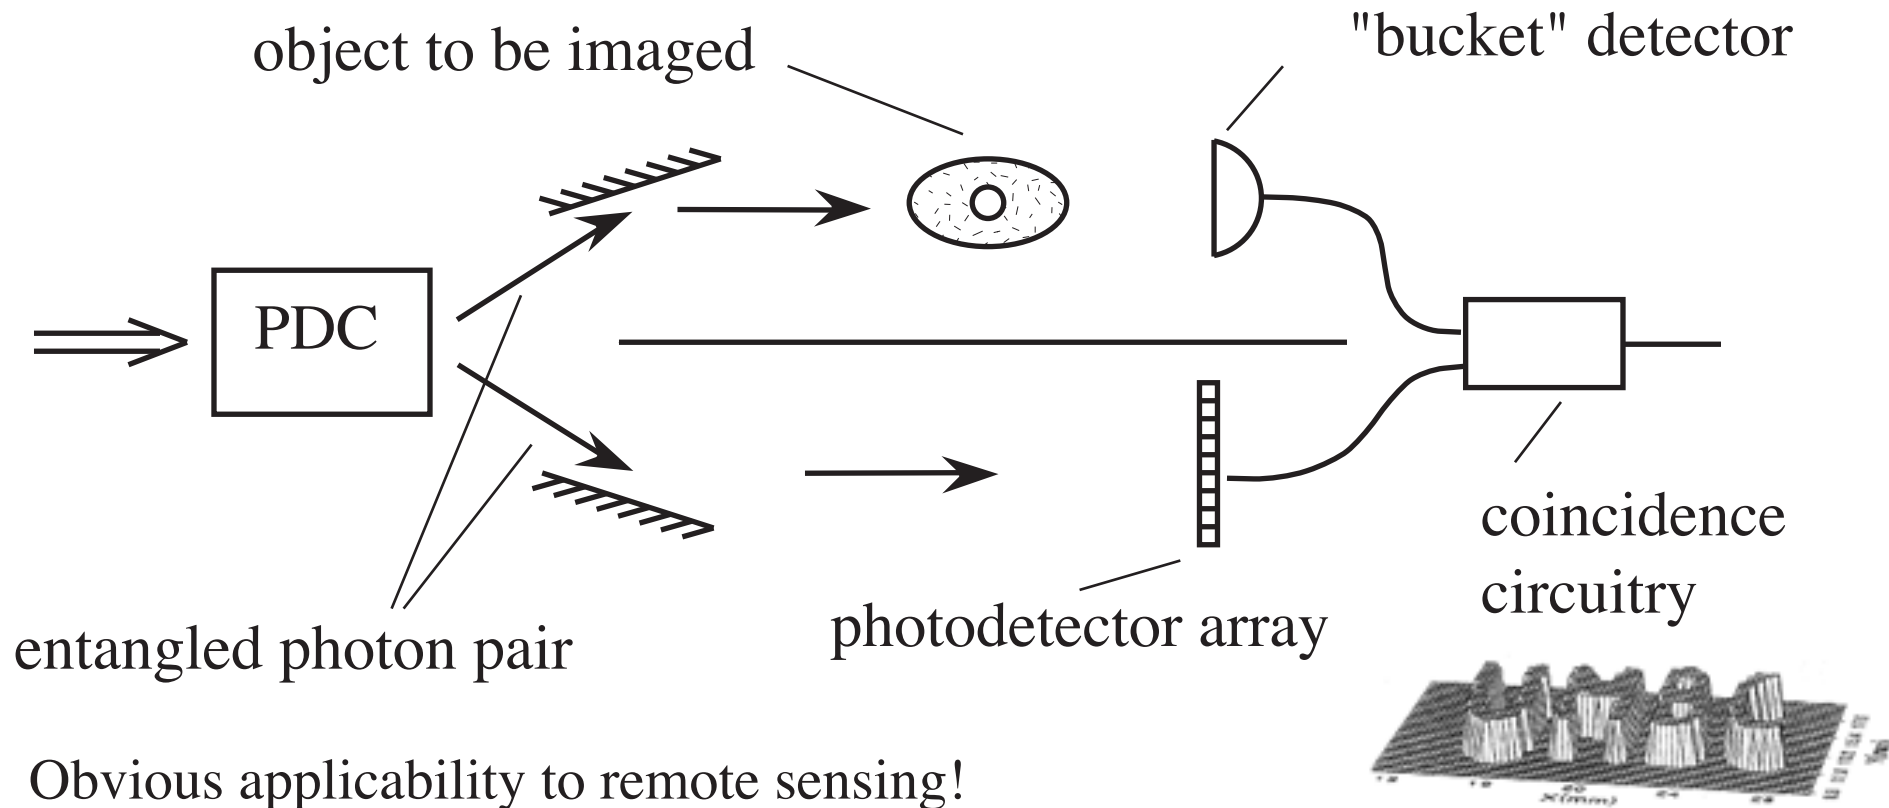 object to be imaged
"bucket" detector
PDC
coincidence
circuitry
photodetector array
entangled photon pair
Obvious applicability to remote sensing!
X(mm)